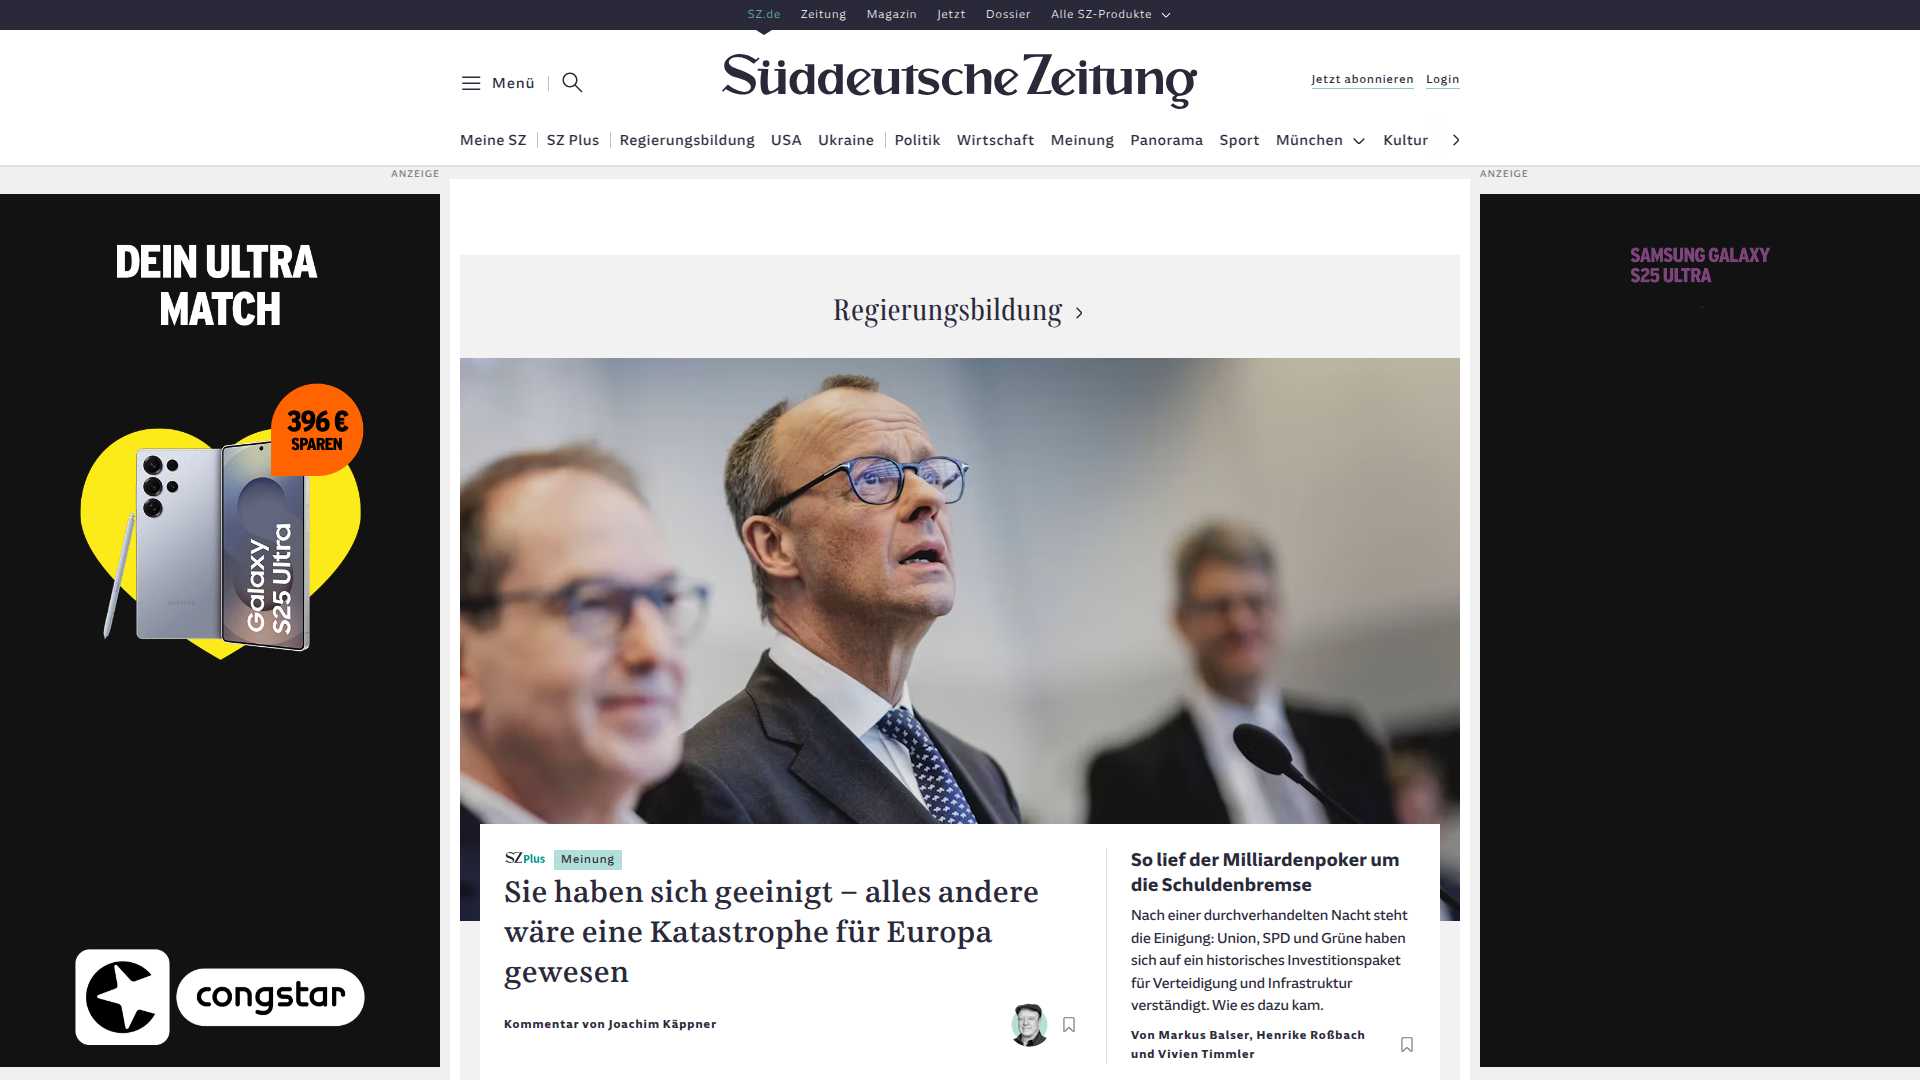 SZ.de Zeitung Magazin Jetzt Dossier Alle SZ-Produkte
Menü
Süddeutsche Zeitung
Jetzt abonnieren Login
Meine SZ SZ Plus Regierungsbildung USA Ukraine Politik Wirtschaft Meinung Panorama Sport München Kultur
ANZEIGE
DEIN ULTRA
MATCH
396 €
SPAREN
Galaxy
S25 Ultra
congstar
Regierungsbildung
SZ Plus Meinung
Sie haben sich geeinigt – alles andere
wäre eine Katastrophe für Europa
gewesen
Kommentar von Joachim Käppner
So lief der Milliardenpoker um
die Schuldenbremse
Nach einer durchverhandelten Nacht steht
die Einigung: Union, SPD und Grüne haben
sich auf ein historisches Investitionspaket
für Verteidigung und Infrastruktur
verständigt. Wie es dazu kam.
Von Markus Balser, Henrike Roßbach
und Vivien Timmler
ANZEIGE
SAMSUNG GALAXY
S25 ULTRA